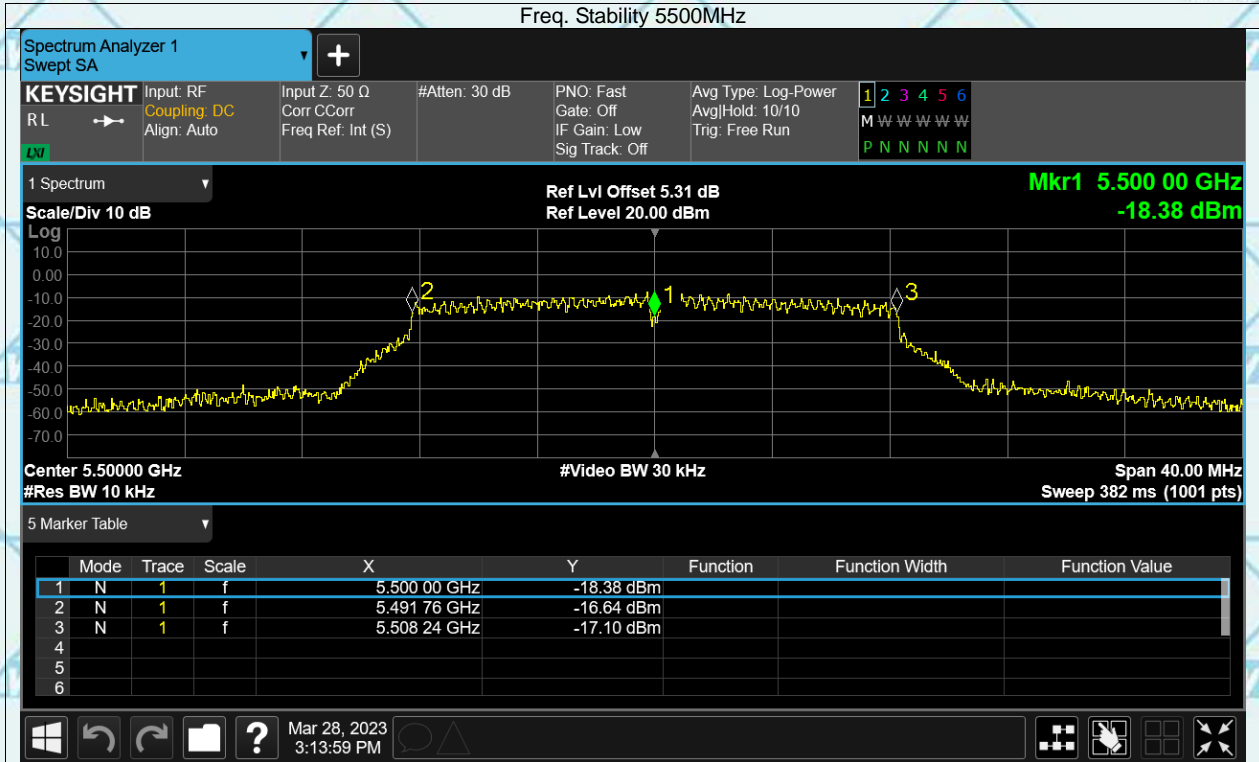 Freq. Stability 5500MHz
Spectrum Analyzer 1
Swept SA
KEYSIGHT
R L
LXI
Input: RF
Coupling: DC
Align: Auto
Input Z: 50 Ω
Corr CCorr
Freq Ref: Int (S)
#Atten: 30 dB
PNO: Fast
Gate: Off
IF Gain: Low
Sig Track: Off
Avg Type: Log-Power
Avg|Hold: 10/10
Trig: Free Run
1 2 3 4 5 6
M W W W W W
P N N N N N
1 Spectrum
Scale/Div 10 dB
Ref Lvl Offset 5.31 dB
Ref Level 20.00 dBm
Mkr1 5.500 00 GHz
-18.38 dBm
Log
10.0
0.00
-10.0
-20.0
-30.0
-40.0
-50.0
-60.0
-70.0
2
1
3
Center 5.50000 GHz
#Video BW 30 kHz
Span 40.00 MHz
#Res BW 10 kHz
Sweep 382 ms (1001 pts)
5 Marker Table
Mode Trace Scale X Y Function Function Width Function Value
1 N 1 f 5.500 00 GHz -18.38 dBm
2 N 1 f 5.491 76 GHz -16.64 dBm
3 N 1 f 5.508 24 GHz -17.10 dBm
4
5
6
?
Mar 28, 2023
3:13:59 PM